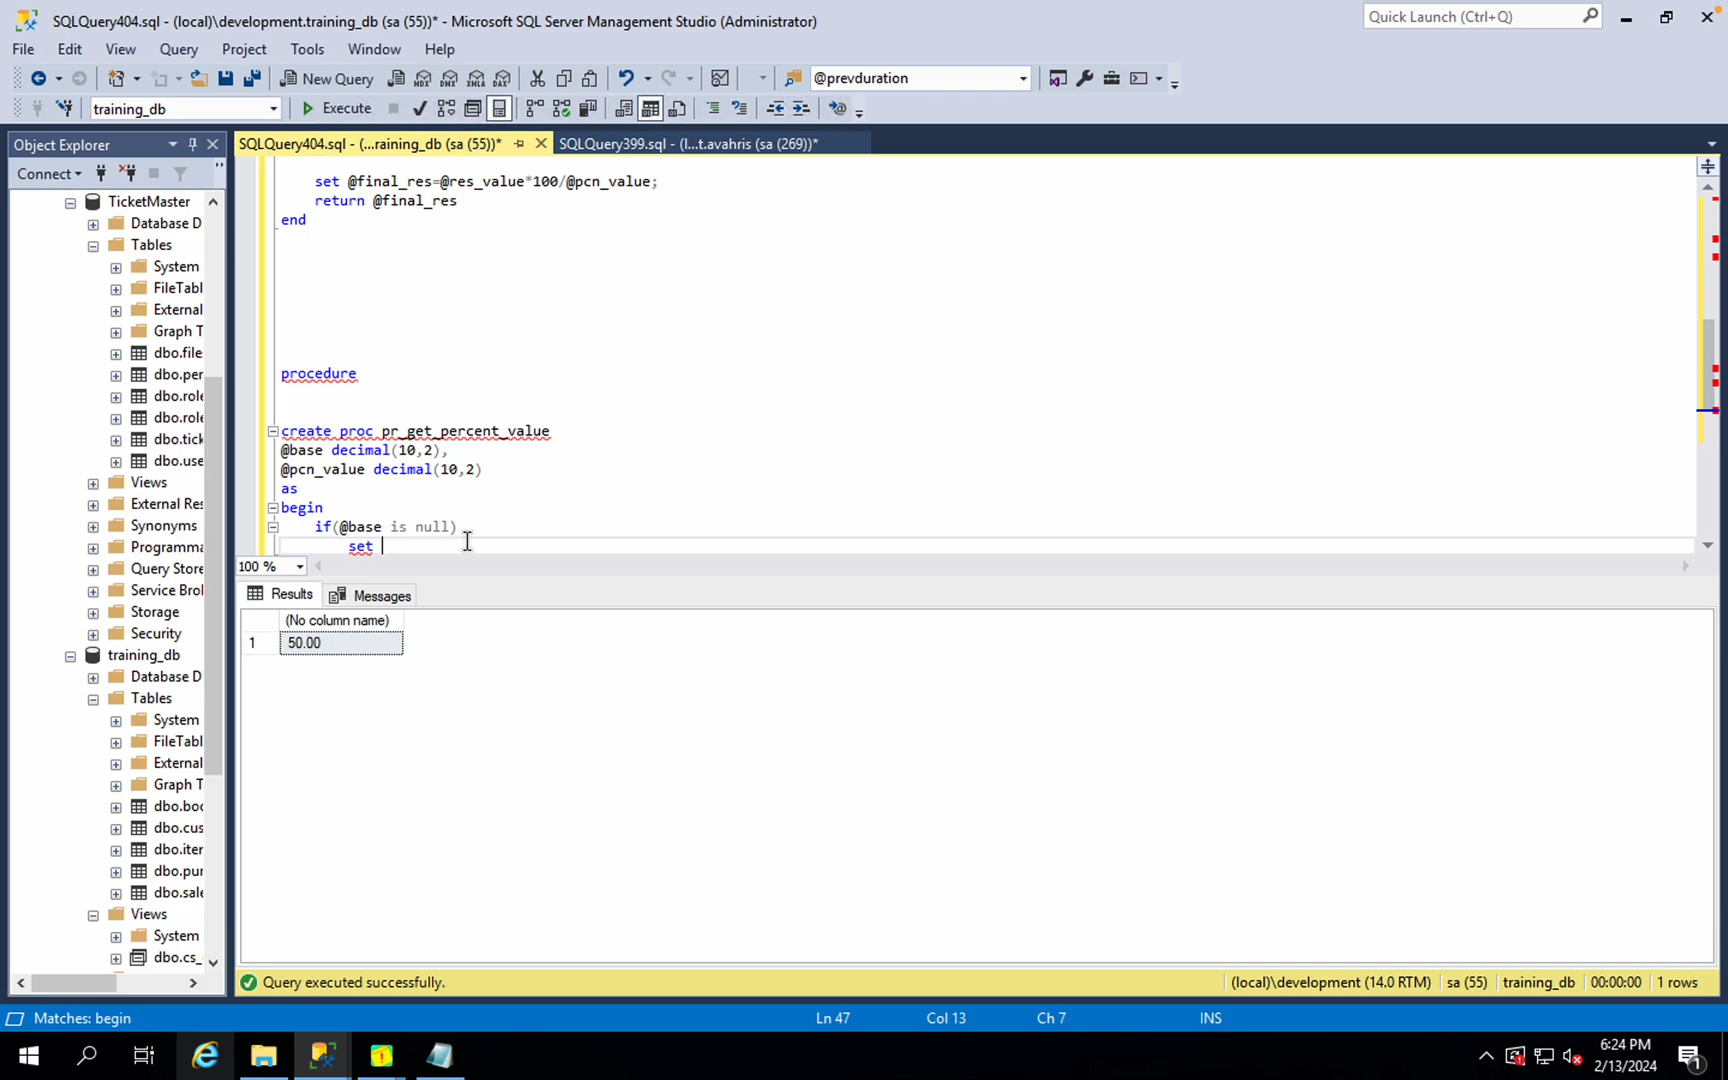 SQLQuery404.sql - (local)\development.training_db (sa (55))* - Microsoft SQL Server Management Studio (Administrator)
Quick Launch (Ctrl+Q)
File Edit View Query Project Tools Window Help
New Query
MDX DMX XMLA DAX
@prevduration
training_db
Execute
Object Explorer
SQLQuery404.sql - (...raining_db (sa (55))*
SQLQuery399.sql - (l...t.avahris (sa (269))*
Connect
TicketMaster
Database D
Tables
System
FileTabl
External
Graph T
dbo.file
dbo.per
dbo.role
dbo.role
dbo.tick
dbo.use
Views
External Res
Synonyms
Programma
Query Store
Service Brol
Storage
Security
training_db
Database D
Tables
System
FileTabl
External
Graph T
dbo.boo
dbo.cus
dbo.iter
dbo.pur
dbo.sale
Views
System
dbo.cs_
set @final_res=@res_value*100/@pcn_value;
return @final_res
end
procedure
create proc pr_get_percent_value
@base decimal(10,2),
@pcn_value decimal(10,2)
as
begin
if(@base is null)
set
100 %
Results Messages
(No column name)
1 50.00
Query executed successfully.
(local)\development (14.0 RTM) sa (55) training_db 00:00:00 1 rows
Matches: begin
Ln 47 Col 13 Ch 7 INS
6:24 PM
2/13/2024
1